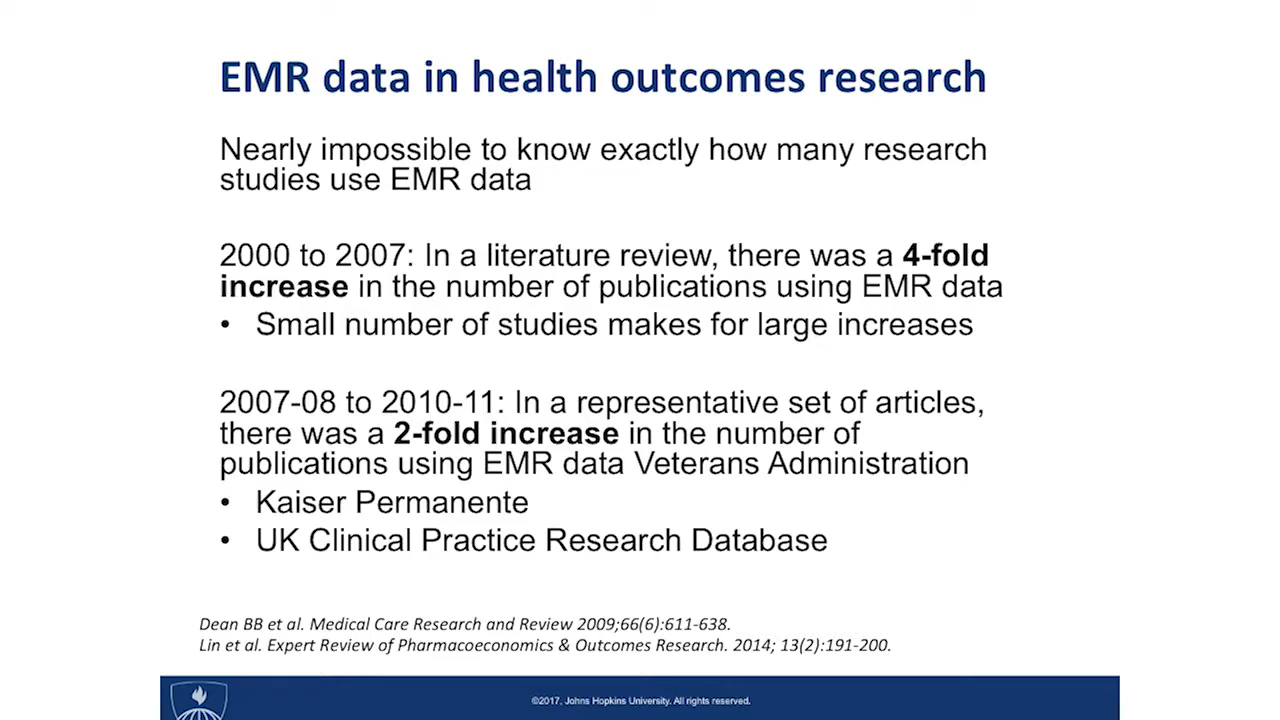 EMR data in health outcomes research
Nearly impossible to know exactly how many research
studies use EMR data
2000 to 2007: In a literature review, there was a 4-fold
increase in the number of publications using EMR data
• Small number of studies makes for large increases
2007-08 to 2010-11: In a representative set of articles,
there was a 2-fold increase in the number of
publications using EMR data Veterans Administration
• Kaiser Permanente
• UK Clinical Practice Research Database
Dean BB et al. Medical Care Research and Review 2009;66(6):611-638.
Lin et al. Expert Review of Pharmacoeconomics & Outcomes Research. 2014; 13(2):191-200.
©2017, Johns Hopkins University. All rights reserved.